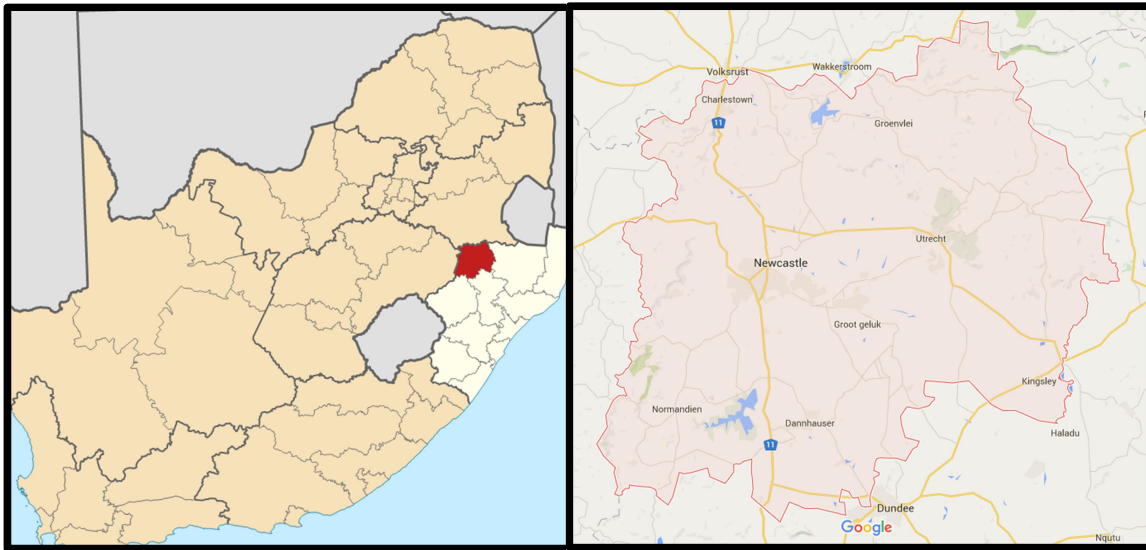 Volksrust
Wakkerstroom
Charlestown
11
Groenvlei
Utrecht
Newcastle
Groot geluk
Kingsley
Normandien
Dannhauser
Haladu
11
Dundee
Google
Nqutu